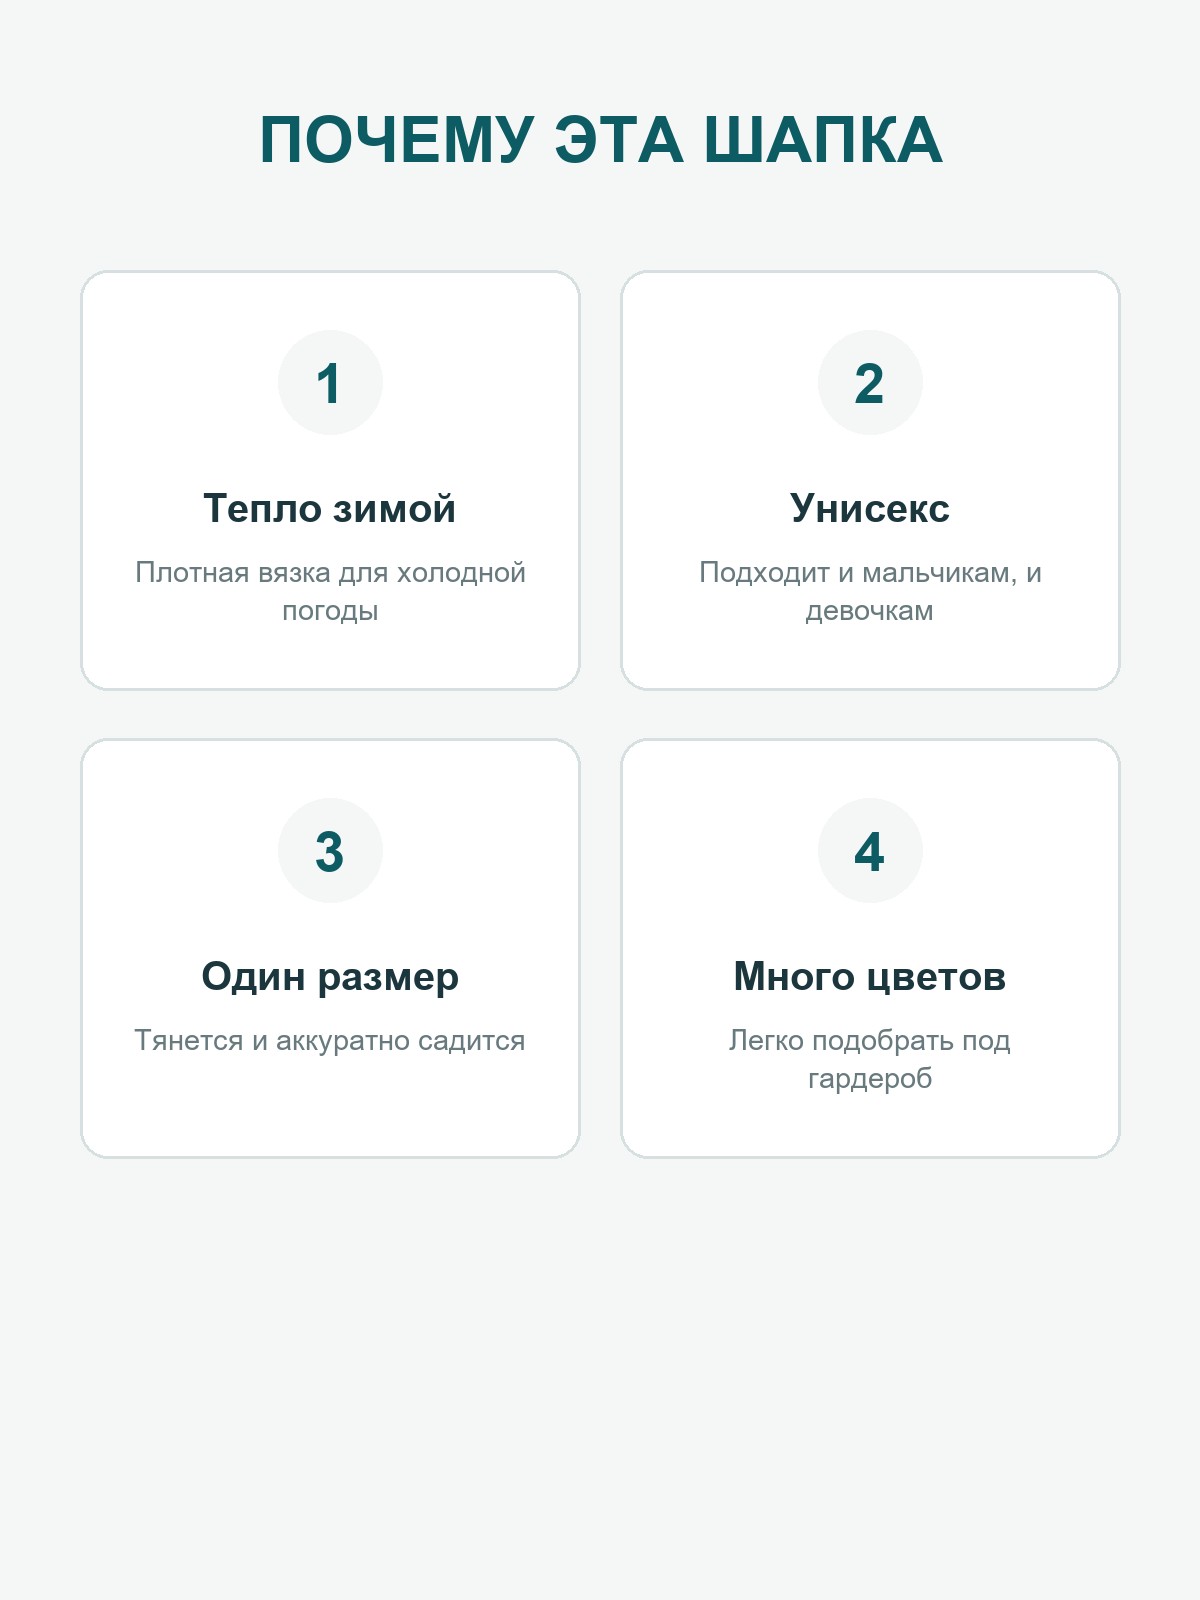 ПОЧЕМУ ЭТА ШАПКА
1
Тепло зимой
Плотная вязка для холодной
погоды
2
Унисекс
Подходит и мальчикам, и
девочкам
3
Один размер
Тянется и аккуратно садится
4
Много цветов
Легко подобрать под
гардероб